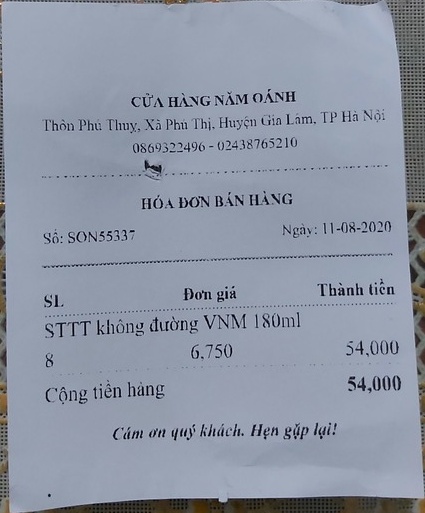 CỬA HÀNG NĂM OÁNH
Thôn Phú Thuỵ, Xã Phú Thị, Huyện Gia Lâm, TP Hà Nội
0869322496 - 02438765210
HÓA ĐƠN BÁN HÀNG
Số: SON55337 Ngày: 11-08-2020
SL Đơn giá Thành tiền
STTT không đường VNM 180ml
8 6,750 54,000
Cộng tiền hàng 54,000
Cám ơn quý khách. Hẹn gặp lại!